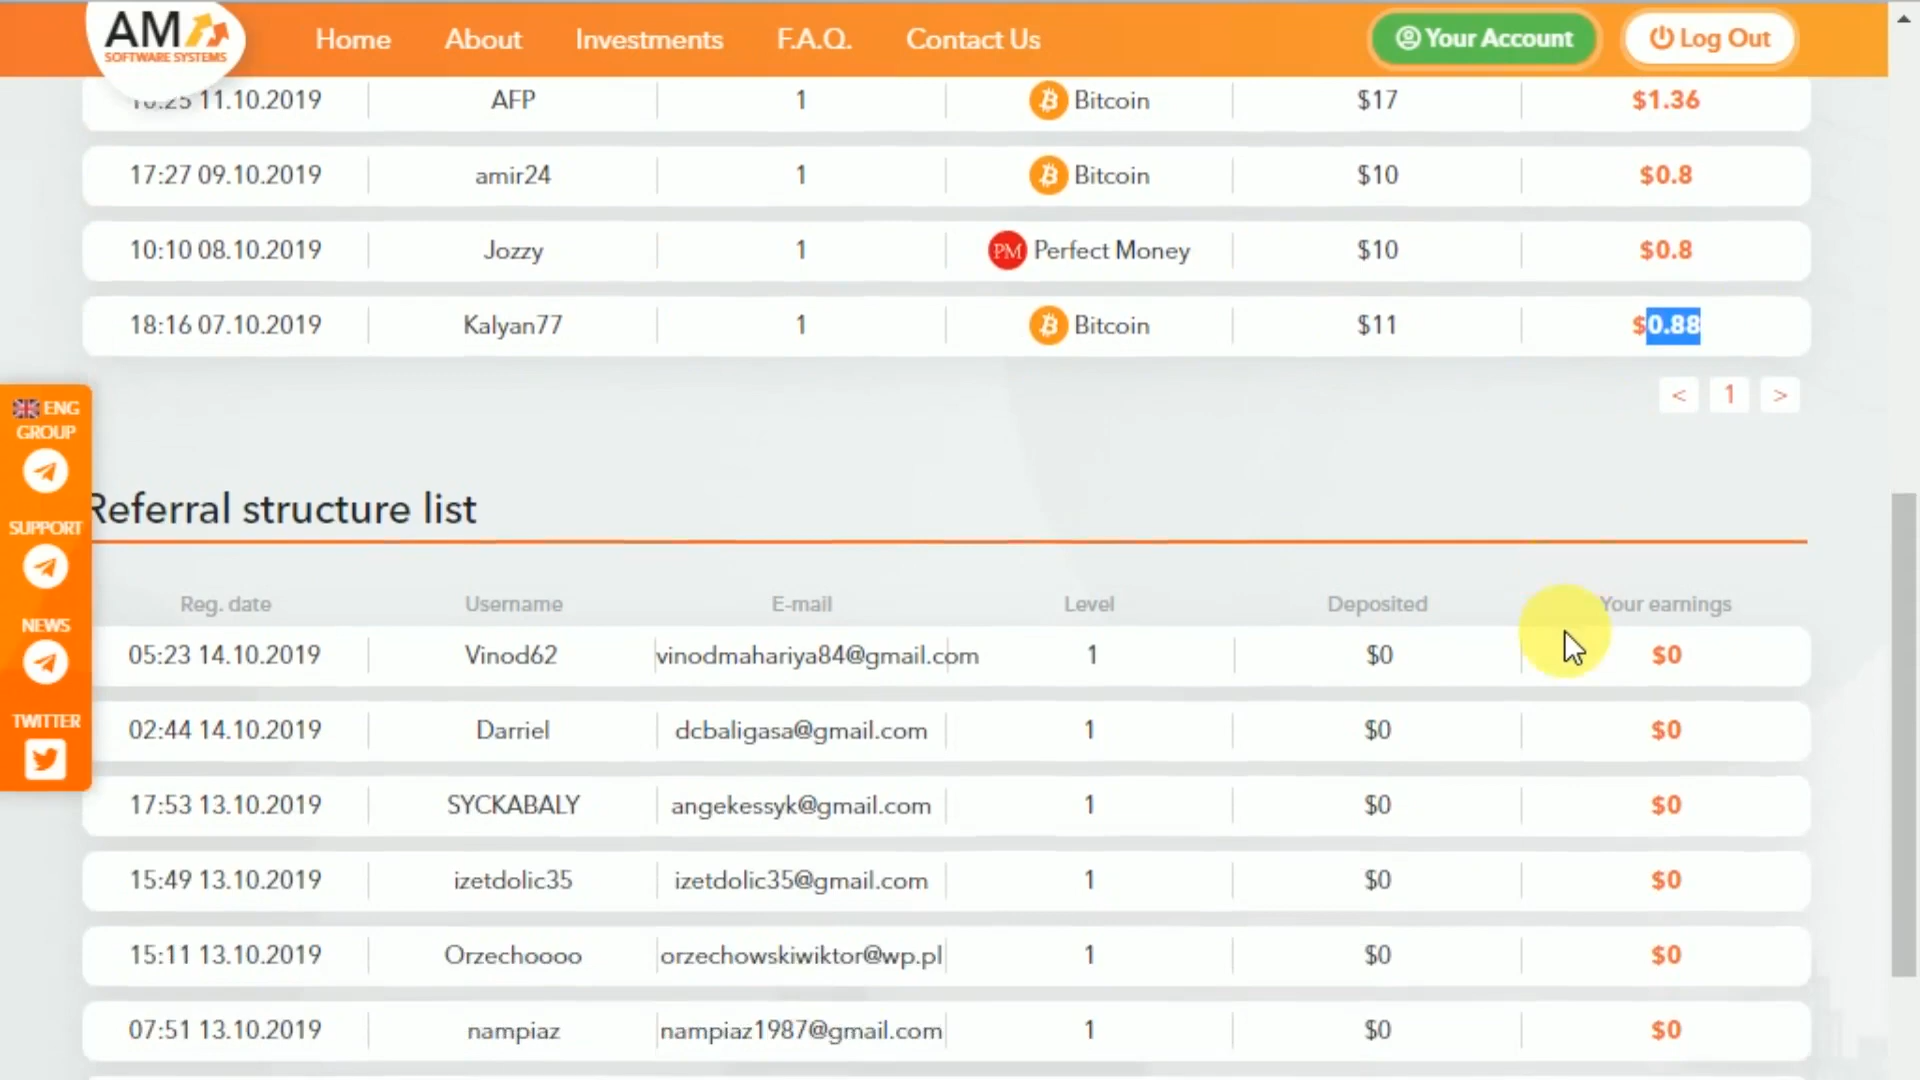 AM
SOFTWARE SYSTEMS
Home About Investments F.A.Q. Contact Us Your Account Log Out
11.10.2019 AFP 1 Bitcoin $17 $1.36
17:27 09.10.2019 amir24 1 Bitcoin $10 $0.8
10:10 08.10.2019 Jozzy 1 PM Perfect Money $10 $0.8
18:16 07.10.2019 Kalyan77 1 Bitcoin $11 $0.88
< 1 >
ENG
GROUP
SUPPORT
NEWS
TWITTER
Referral structure list
Reg. date Username E-mail Level Deposited Your earnings
05:23 14.10.2019 Vinod62 vinodmahariya84@gmail.com 1 $0 $0
02:44 14.10.2019 Darriel dcbaligasa@gmail.com 1 $0 $0
17:53 13.10.2019 SYCKABALY angekessyk@gmail.com 1 $0 $0
15:49 13.10.2019 izetdolic35 izetdolic35@gmail.com 1 $0 $0
15:11 13.10.2019 Orzechoooo orzechowskiwiktor@wp.pl 1 $0 $0
07:51 13.10.2019 nampiaz nampiaz1987@gmail.com 1 $0 $0